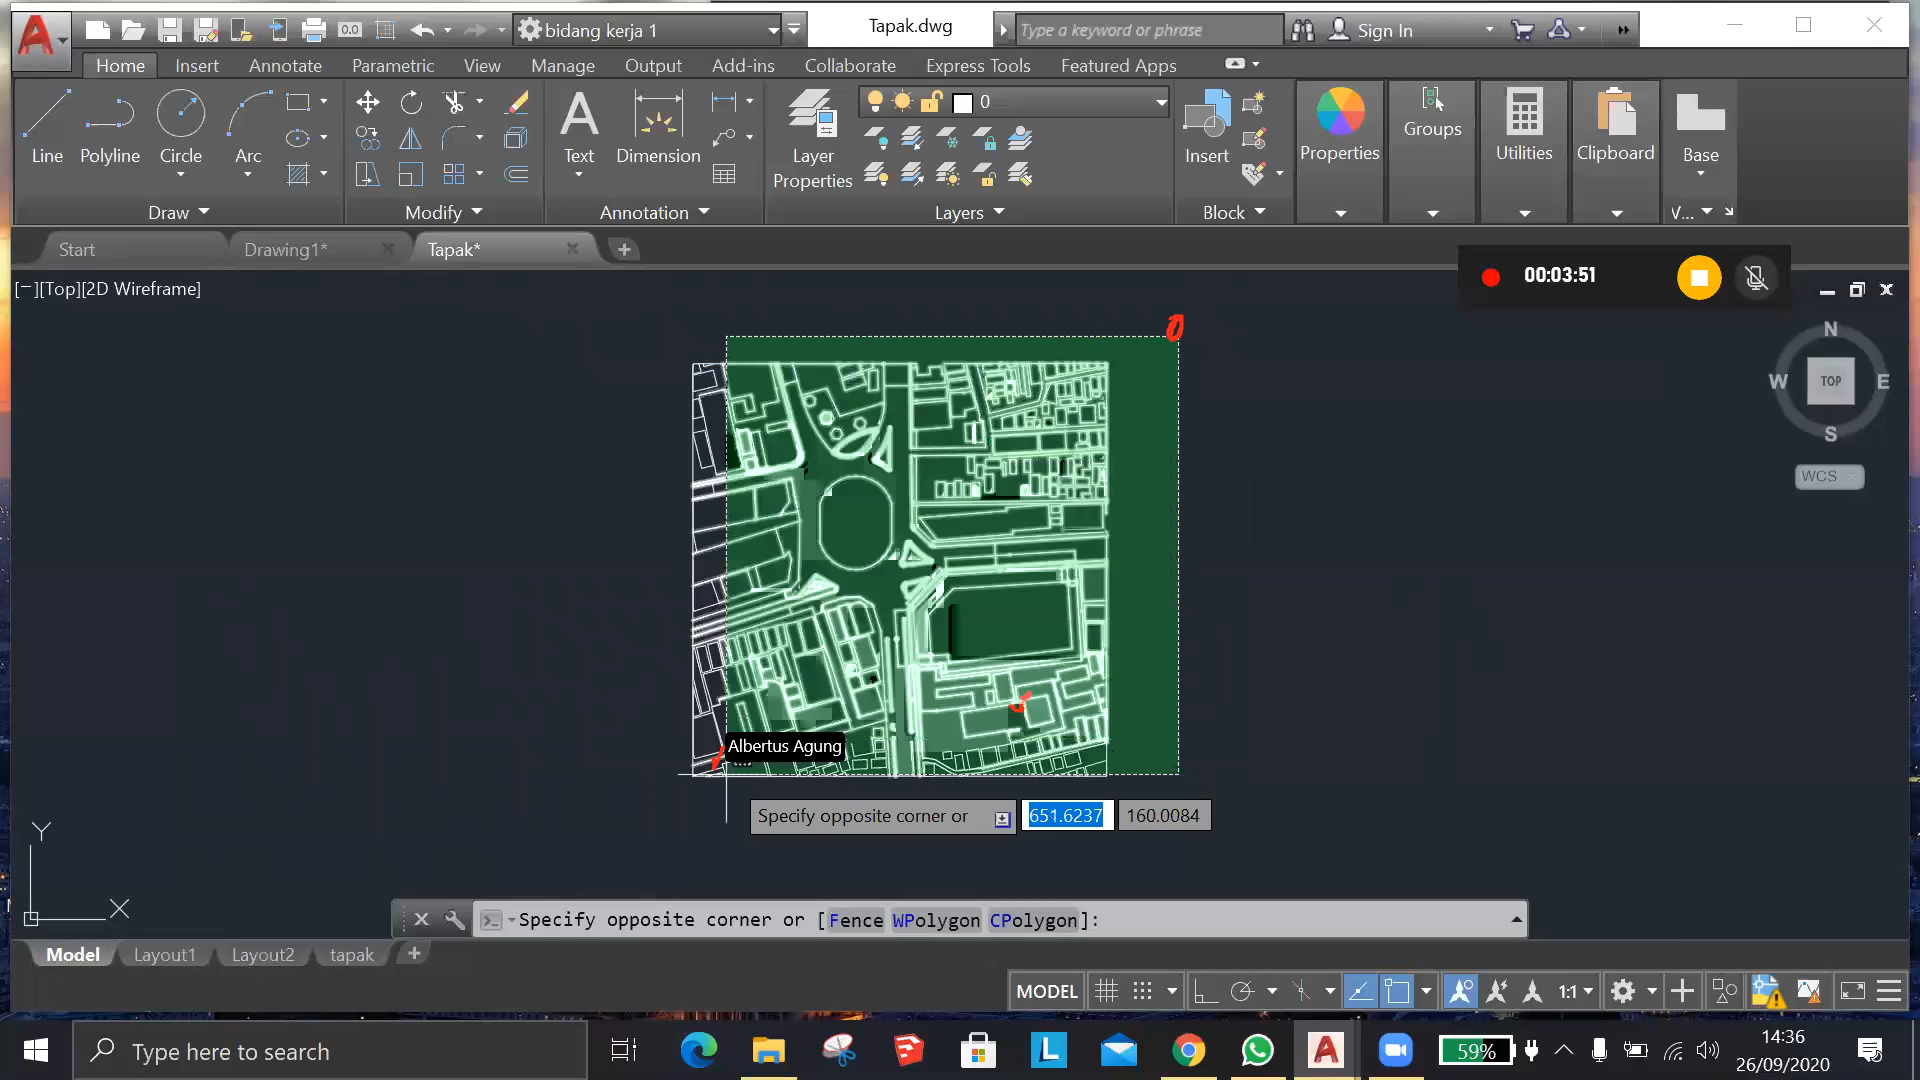 bidang kerja 1
Tapak.dwg
Type a keyword or phrase
Sign In
Home
Insert
Annotate
Parametric
View
Manage
Output
Add-ins
Collaborate
Express Tools
Featured Apps
Line
Polyline
Circle
Arc
Text
Dimension
Layer
Properties
0
Insert
Properties
Groups
Utilities
Clipboard
Base
Draw
Modify
Annotation
Layers
Block
V...
Start
Drawing1*
Tapak*
00:03:51
[−][Top][2D Wireframe]
N
W
TOP
E
S
WCS
Albertus Agung
Specify opposite corner or
651.6237
160.0084
Y
X
Specify opposite corner or [Fence WPolygon CPolygon]:
Model
Layout1
Layout2
tapak
MODEL
1:1
Type here to search
59%
14:36
26/09/2020